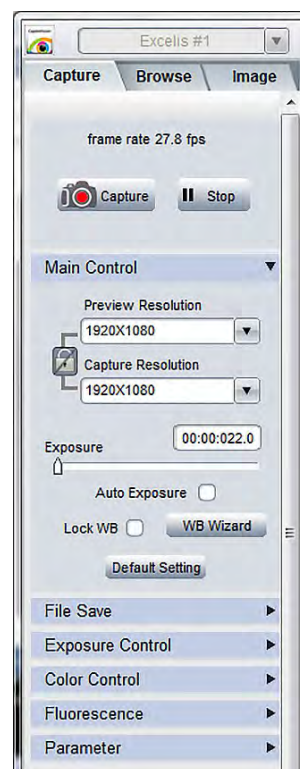 Excelis #1
Capture Browse Image
frame rate 27.8 fps
Capture Stop
Main Control
Preview Resolution
1920X1080
Capture Resolution
1920X1080
Exposure 00:00:022.0
Auto Exposure
Lock WB WB Wizard
Default Setting
File Save
Exposure Control
Color Control
Fluorescence
Parameter